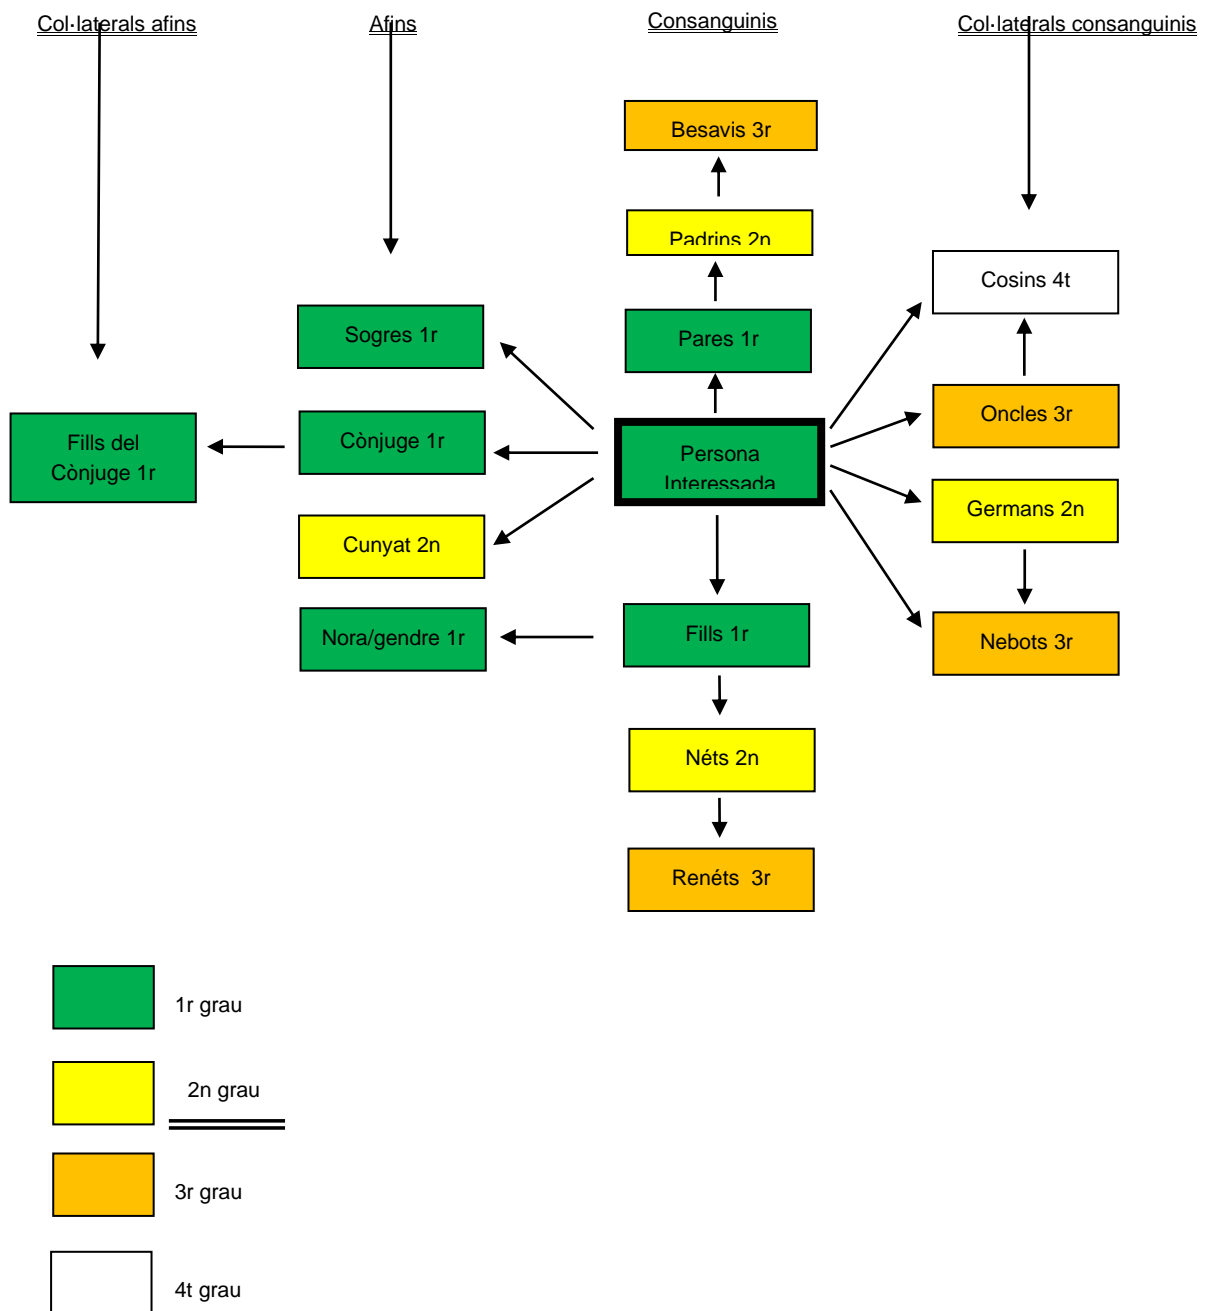 Col·laterals afins
Afins
Consanguinis
Col·laterals consanguinis
Besavis 3r
Padrins 2n
Cosins 4t
Sogres 1r
Pares 1r
Oncles 3r
Fills del
Cònjuge 1r
Cònjuge 1r
Persona
Interessada
Germans 2n
Cunyat 2n
Nora/gendre 1r
Fills 1r
Nebots 3r
Néts 2n
Renéts  3r
1r grau
2n grau
3r grau
4t grau